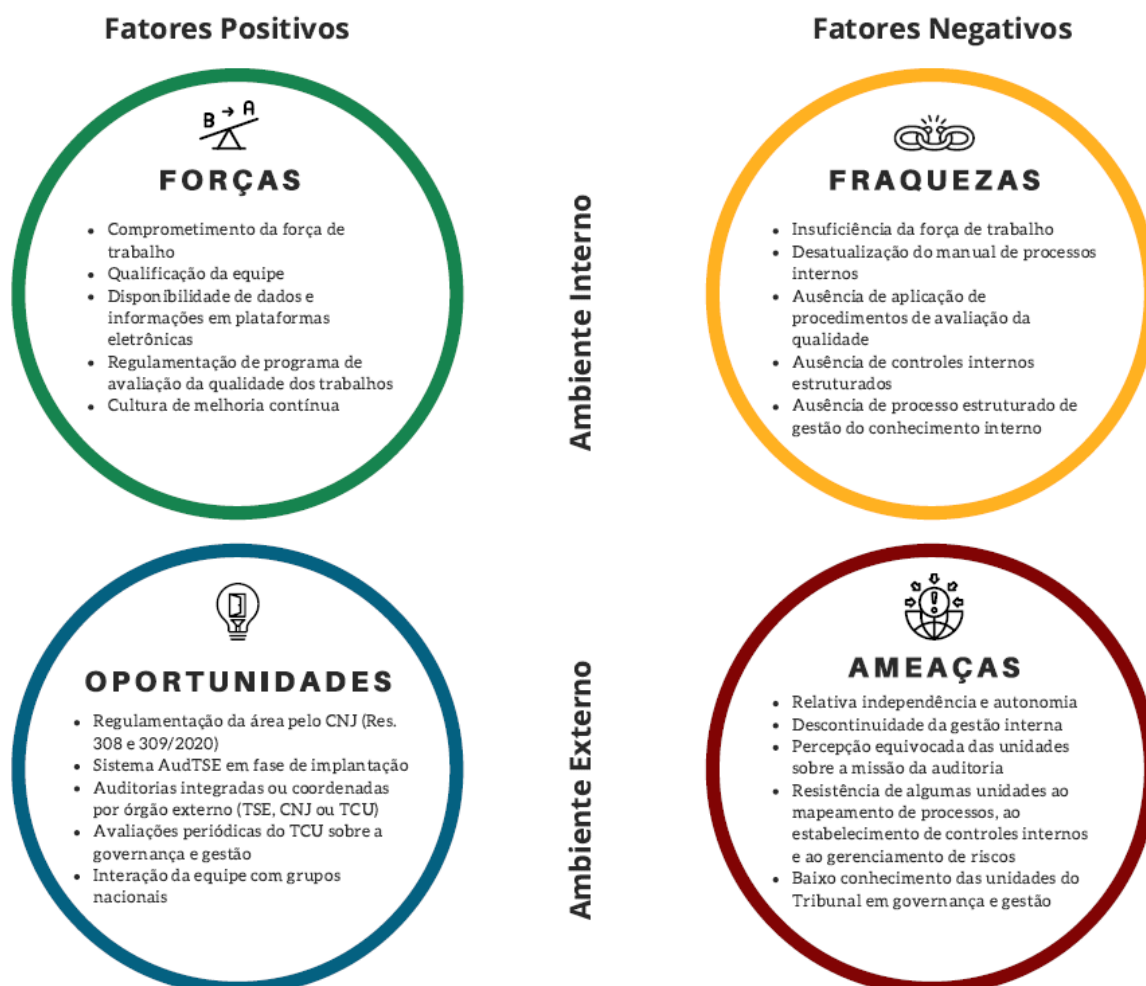 Fatores Positivos
Fatores Negativos
B → A
FORÇAS
• Comprometimento da força de
trabalho
• Qualificação da equipe
• Disponíbilidade de dados e
informações em plataformas
eletrônicas
• Regulamentação de programa de
avaliação da qualidade dos trabalhos
• Cultura de melhoria contínua
Ambiente Interno
FRAQUEZAS
• Insuficiência da força de trabalho
• Desatualização do manual de processos
internos
• Ausência de aplicação de
procedimentos de avaliação da
qualidade
• Ausência de controles internos
estruturados
• Ausência de processo estruturado de
gestão do conhecimento interno
OPORTUNIDADES
• Regulamentação da área pelo CNJ (Res.
308 e 309/2020)
• Sistema AudTSE em fase de implantação
• Auditorias integradas ou coordenadas
por órgão externo (TSE, CNJ ou TCU)
• Avaliações periódicas do TCU sobre a
governança e gestão
• Interação da equipe com grupos
nacionais
Ambiente Externo
!
AMEAÇAS
• Relativa independência e autonomia
• Descontinuidade da gestão interna
• Percepção equivocada das unidades
sobre a missão da auditoria
• Resistência de algumas unidades ao
mapeamento de processos, ao
estabelecimento de controles internos
e ao gerenciamento de riscos
• Baixo conhecimento das unidades do
Tribunal em governança e gestão